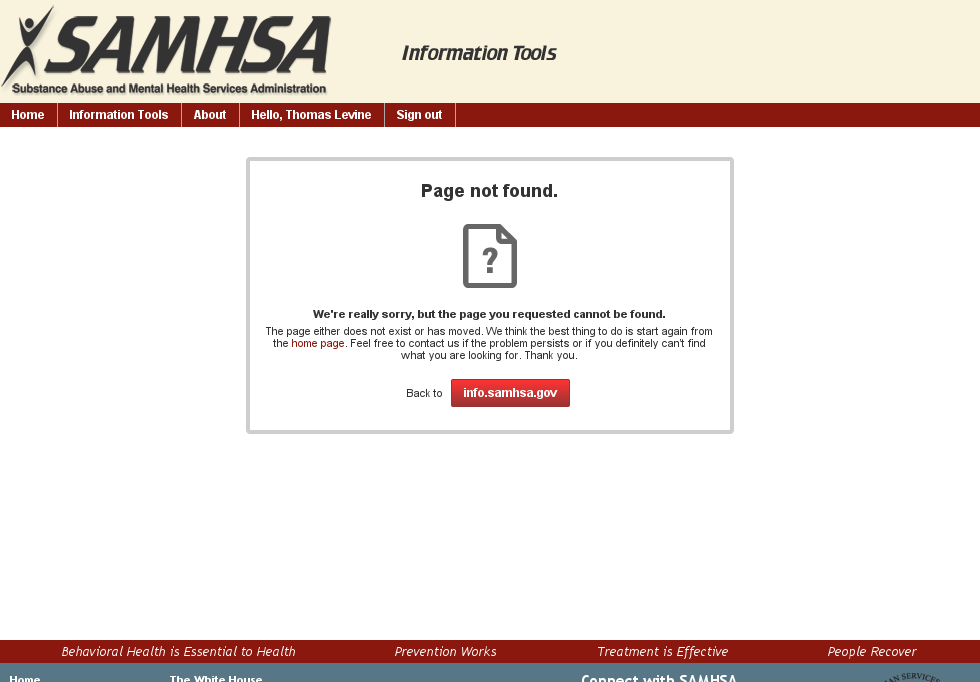 SAMHSA
Substance Abuse and Mental Health Services Administration
Information Tools
Home Information Tools About Hello, Thomas Levine Sign out
Page not found.
?
We're really sorry, but the page you requested cannot be found.
The page either does not exist or has moved. We think the best thing to do is start again from
the home page. Feel free to contact us if the problem persists or if you definitely can't find
what you are looking for. Thank you.
Back to info.samhsa.gov
Behavioral Health is Essential to Health Prevention Works Treatment is Effective People Recover
Home The White House Connect with SAMHSA
AN SERVICES